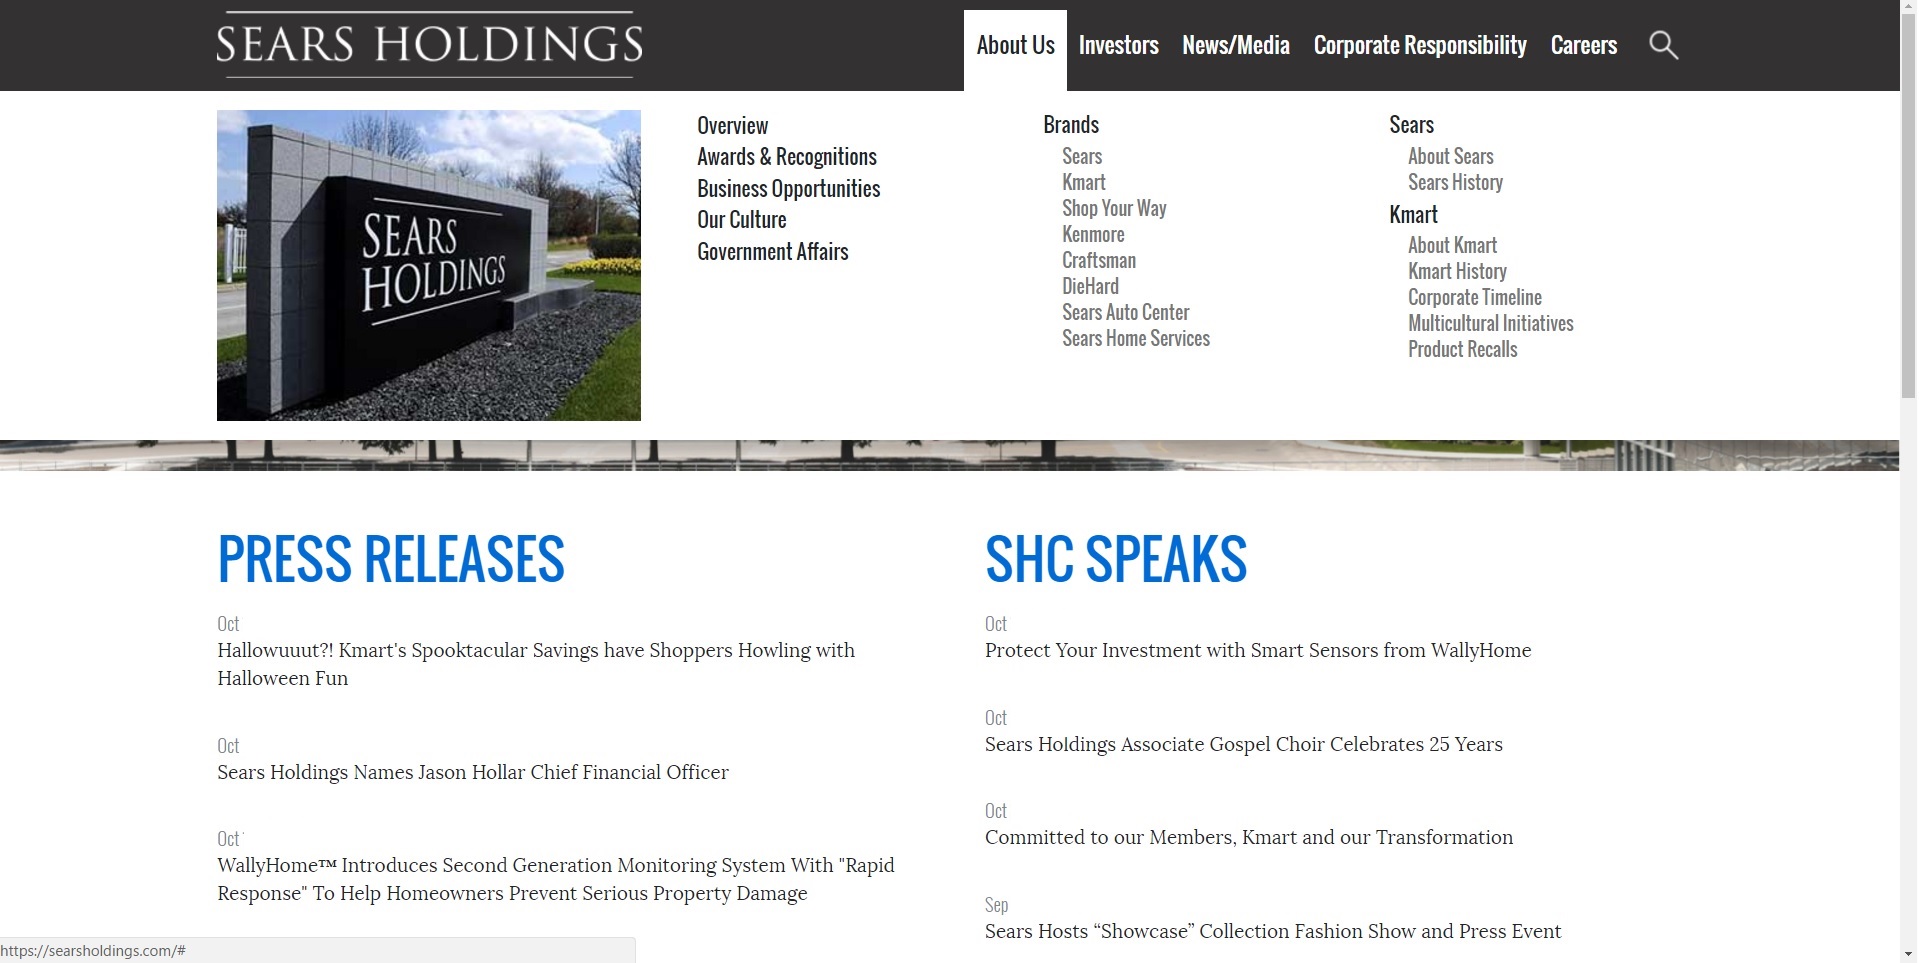 SEARS HOLDINGS
About Us Investors News/Media Corporate Responsibility Careers
SEARS
HOLDINGS
Overview
Awards & Recognitions
Business Opportunities
Our Culture
Government Affairs
Brands
Sears
Kmart
Shop Your Way
Kenmore
Craftsman
DieHard
Sears Auto Center
Sears Home Services
Sears
About Sears
Sears History
Kmart
About Kmart
Kmart History
Corporate Timeline
Multicultural Initiatives
Product Recalls
PRESS RELEASES
Oct
Hallowuuut?! Kmart's Spooktacular Savings have Shoppers Howling with
Halloween Fun
Oct
Sears Holdings Names Jason Hollar Chief Financial Officer
Oct
WallyHome™ Introduces Second Generation Monitoring System With "Rapid
Response" To Help Homeowners Prevent Serious Property Damage
SHC SPEAKS
Oct
Protect Your Investment with Smart Sensors from WallyHome
Oct
Sears Holdings Associate Gospel Choir Celebrates 25 Years
Oct
Committed to our Members, Kmart and our Transformation
Sep
Sears Hosts “Showcase” Collection Fashion Show and Press Event
https://searsholdings.com/#